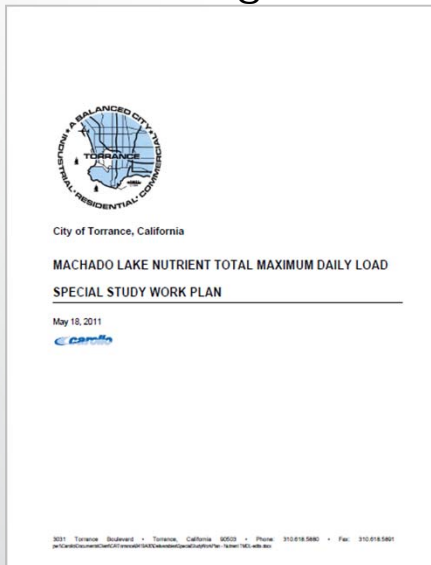 A BALANCED CITY
INDUSTRIAL • RESIDENTIAL • COMMERCIAL
TORRANCE
City of Torrance, California
MACHADO LAKE NUTRIENT TOTAL MAXIMUM DAILY LOAD
SPECIAL STUDY WORK PLAN
May 18, 2011
carollo
3031 Torrance Boulevard • Torrance, California 90503 • Phone: 310.618.5880 • Fax: 310.618.5891